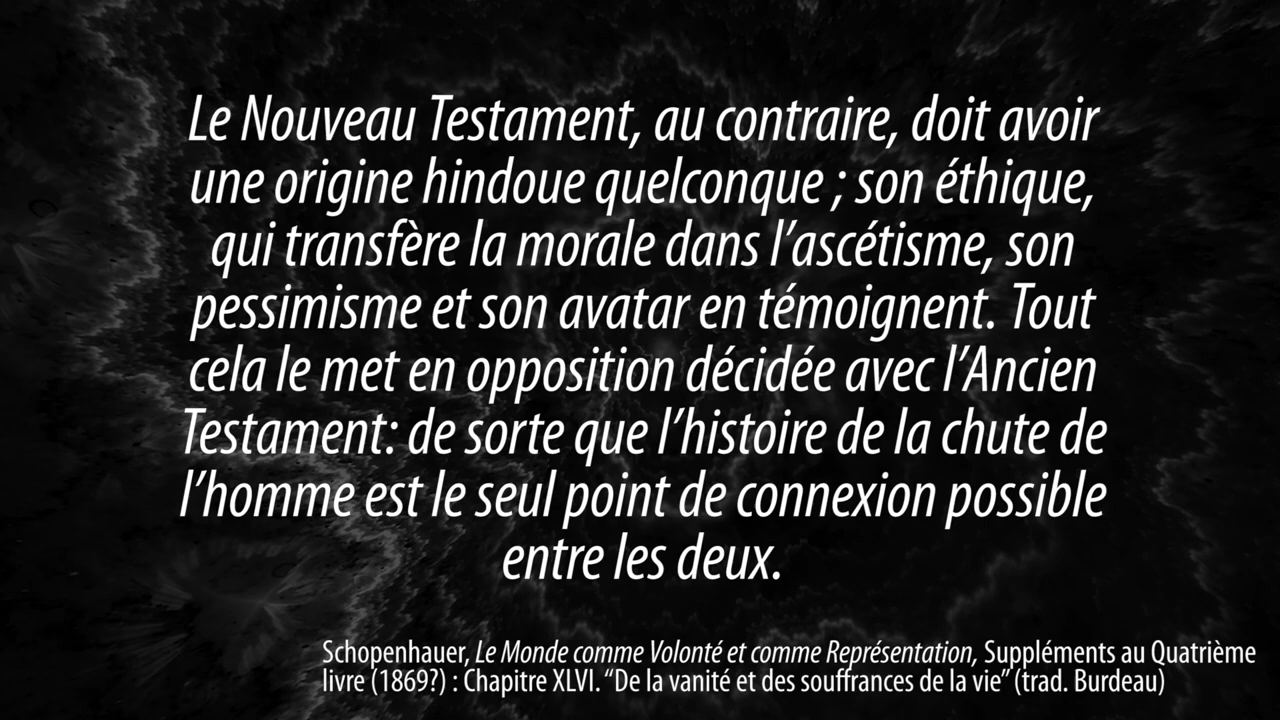 Le Nouveau Testament, au contraire, doit avoir
une origine hindoue quelconque ; son éthique,
qui transfère la morale dans l’ascétisme, son
pessimisme et son avatar en témoignent. Tout
cela le met en opposition décidée avec l’Ancien
Testament: de sorte que l’histoire de la chute de
l’homme est le seul point de connexion possible
entre les deux.
Schopenhauer, Le Monde comme Volonté et comme Représentation, Suppléments au Quatrième
livre (1869?) : Chapitre XLVI. “De la vanité et des souffrances de la vie” (trad. Burdeau)